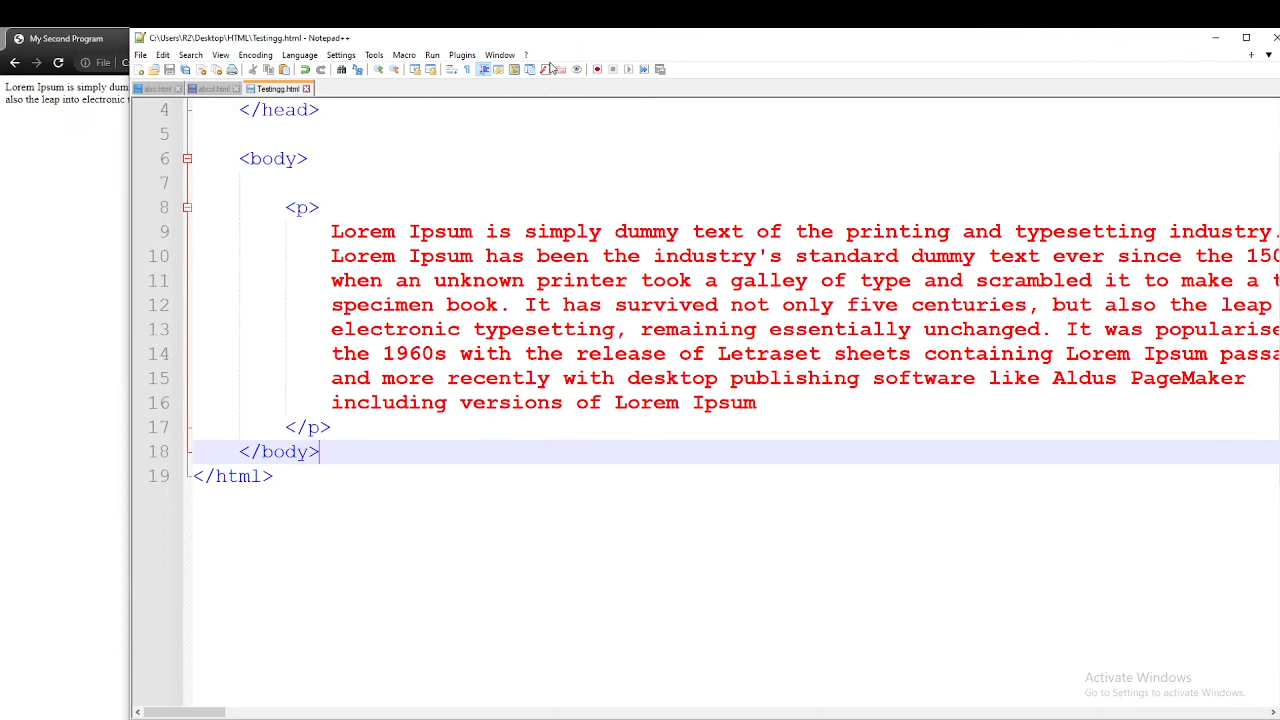 My Second Program
File
Lorem Ipsum is simply dum
also the leap into electronic
C:\Users\R2\Desktop\HTML\Testingg.html - Notepad++
File Edit Search View Encoding Language Settings Tools Macro Run Plugins Window ?
abc.html abcd.html Testingg.html
4 </head>
5
6 <body>
7
8 <p>
9 Lorem Ipsum is simply dummy text of the printing and typesetting industry.
10 Lorem Ipsum has been the industry's standard dummy text ever since the 150
11 when an unknown printer took a galley of type and scrambled it to make a t
12 specimen book. It has survived not only five centuries, but also the leap
13 electronic typesetting, remaining essentially unchanged. It was popularise
14 the 1960s with the release of Letraset sheets containing Lorem Ipsum passa
15 and more recently with desktop publishing software like Aldus PageMaker
16 including versions of Lorem Ipsum
17 </p>
18 </body>
19 </html>
Activate Windows
Go to Settings to activate Windows.